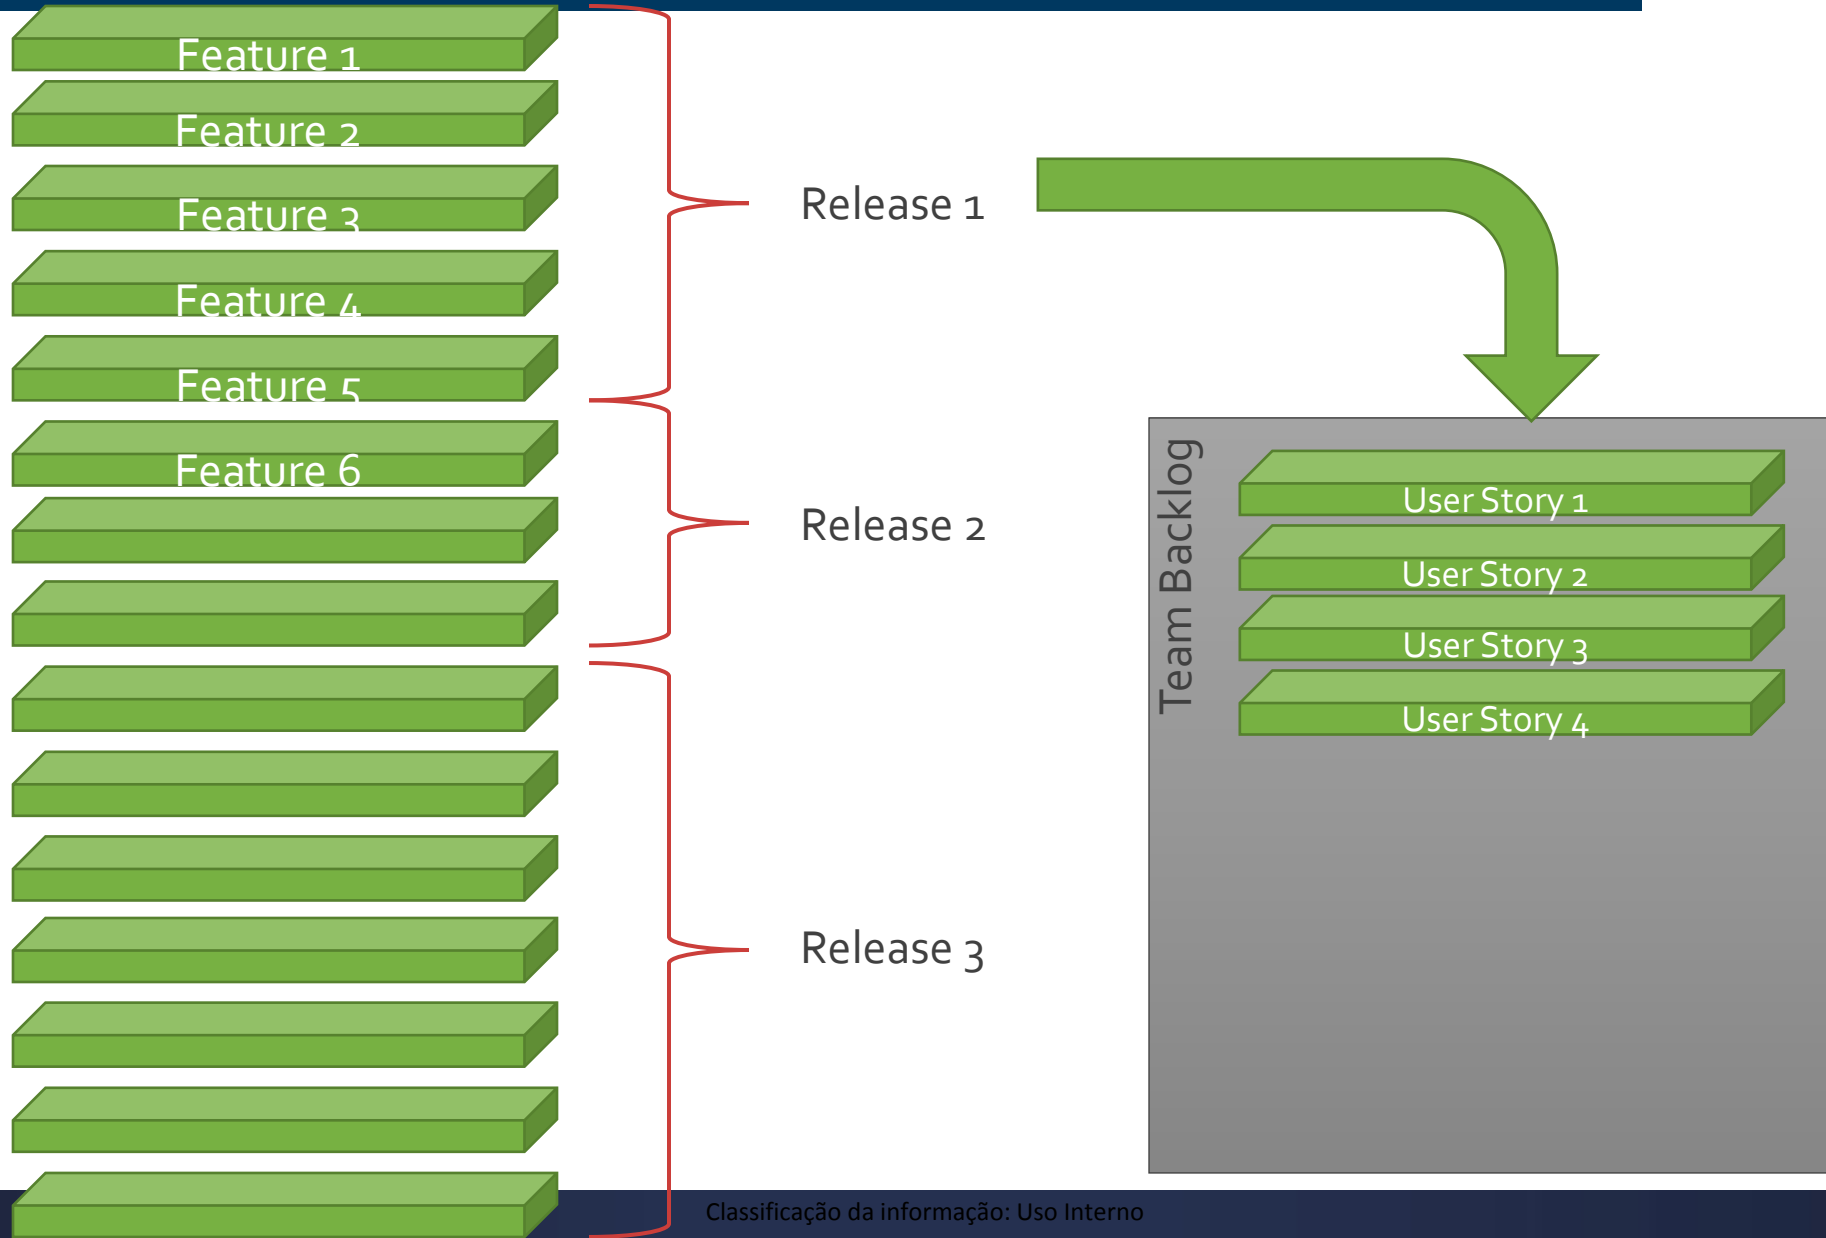 Feature 1
Feature 2
Feature 3
Feature 4
Feature 5
Feature 6
Release 1
Release 2
Release 3
Team Backlog
User Story 1
User Story 2
User Story 3
User Story 4
Classificação da informação: Uso Interno